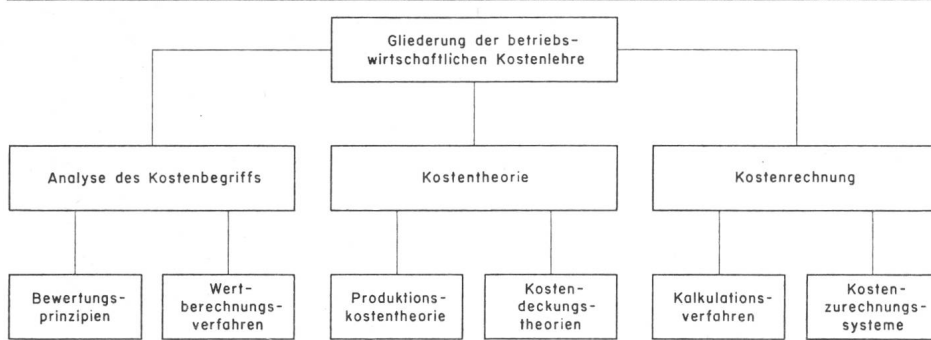 Gliederung der betriebs-
wirtschaftlichen Kostenlehre
Analyse des Kostenbegriffs
Kostentheorie
Kostenrechnung
Bewertungs-
prinzipien
Wert-
berechnungs-
verfahren
Produktions-
kostentheorie
Kosten-
deckungs-
theorien
Kalkulations-
verfahren
Kosten-
zurechnungs-
systeme